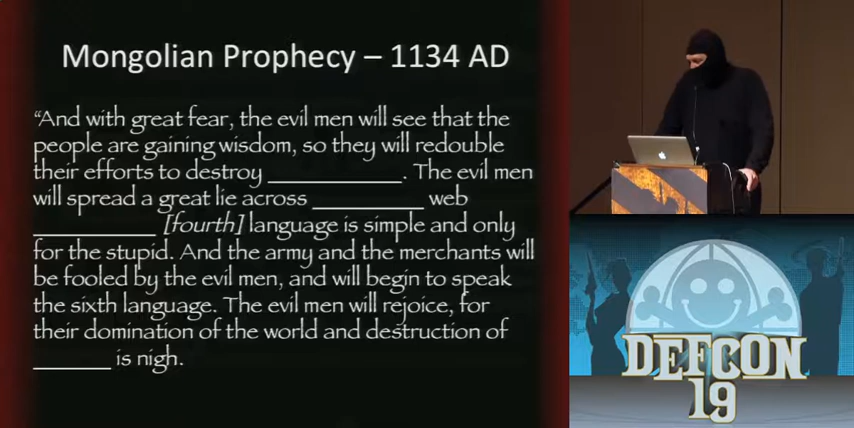 Mongolian Prophecy – 1134 AD
“And with great fear, the evil men will see that the
people are gaining wisdom, so they will redouble
their efforts to destroy ____________. The evil men
will spread a great lie across __________ web
___________ [fourth] language is simple and only
for the stupid. And the army and the merchants will
be fooled by the evil men, and will begin to speak
the sixth language. The evil men will rejoice, for
their domination of the world and destruction of
_______ is nigh.
DEFCON
19